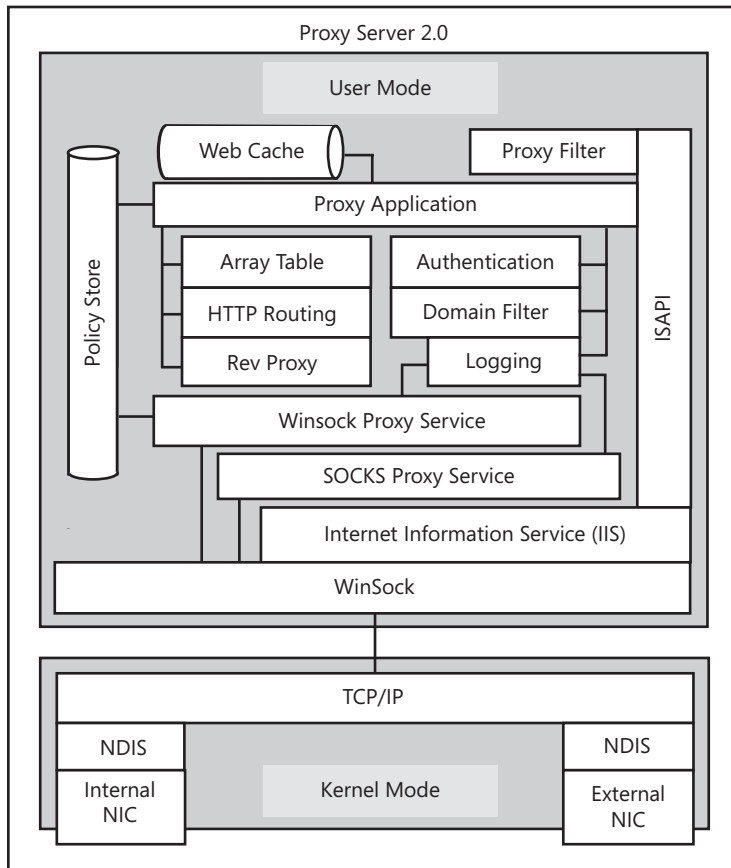 Proxy Server 2.0
User Mode
Web Cache
Proxy Filter
Proxy Application
Policy Store
Array Table
Authentication
HTTP Routing
Domain Filter
ISAPI
Rev Proxy
Logging
Winsock Proxy Service
SOCKS Proxy Service
Internet Information Service (IIS)
WinSock
TCP/IP
NDIS
NDIS
Internal
NIC
Kernel Mode
External
NIC